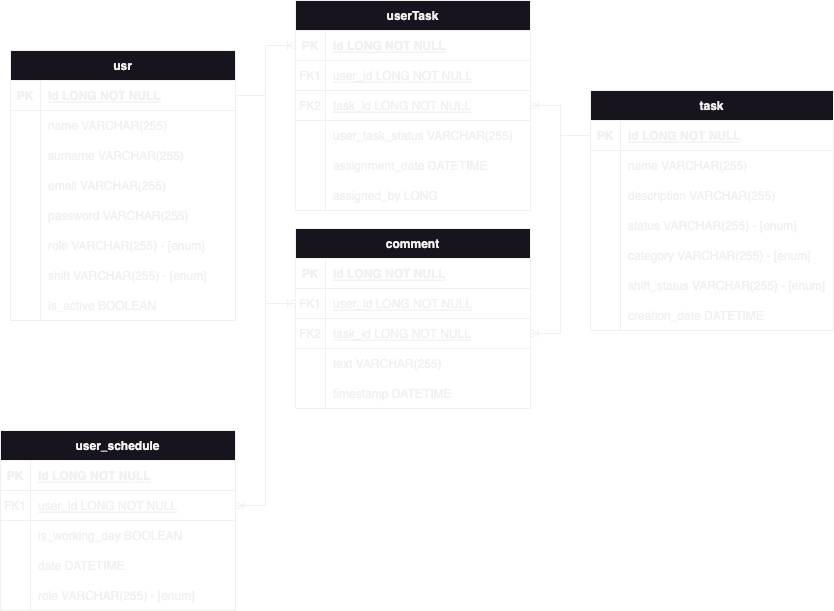 userTask
PK id LONG NOT NULL
FK1 user_id LONG NOT NULL
FK2 task_id LONG NOT NULL
user_task_status VARCHAR(255)
assignment_date DATETIME
assigned_by LONG
usr
PK id LONG NOT NULL
name VARCHAR(255)
surname VARCHAR(255)
email VARCHAR(255)
password VARCHAR(255)
role VARCHAR(255) - [enum]
shift VARCHAR(255) - [enum]
is_active BOOLEAN
task
PK id LONG NOT NULL
name VARCHAR(255)
description VARCHAR(255)
status VARCHAR(255) - [enum]
category VARCHAR(255) - [enum]
shift_status VARCHAR(255) - [enum]
creation_date DATETIME
comment
PK id LONG NOT NULL
FK1 user_id LONG NOT NULL
FK2 task_id LONG NOT NULL
text VARCHAR(255)
timestamp DATETIME
user_schedule
PK id LONG NOT NULL
FK1 user_id LONG NOT NULL
is_working_day BOOLEAN
date DATETIME
role VARCHAR(255) - [enum]